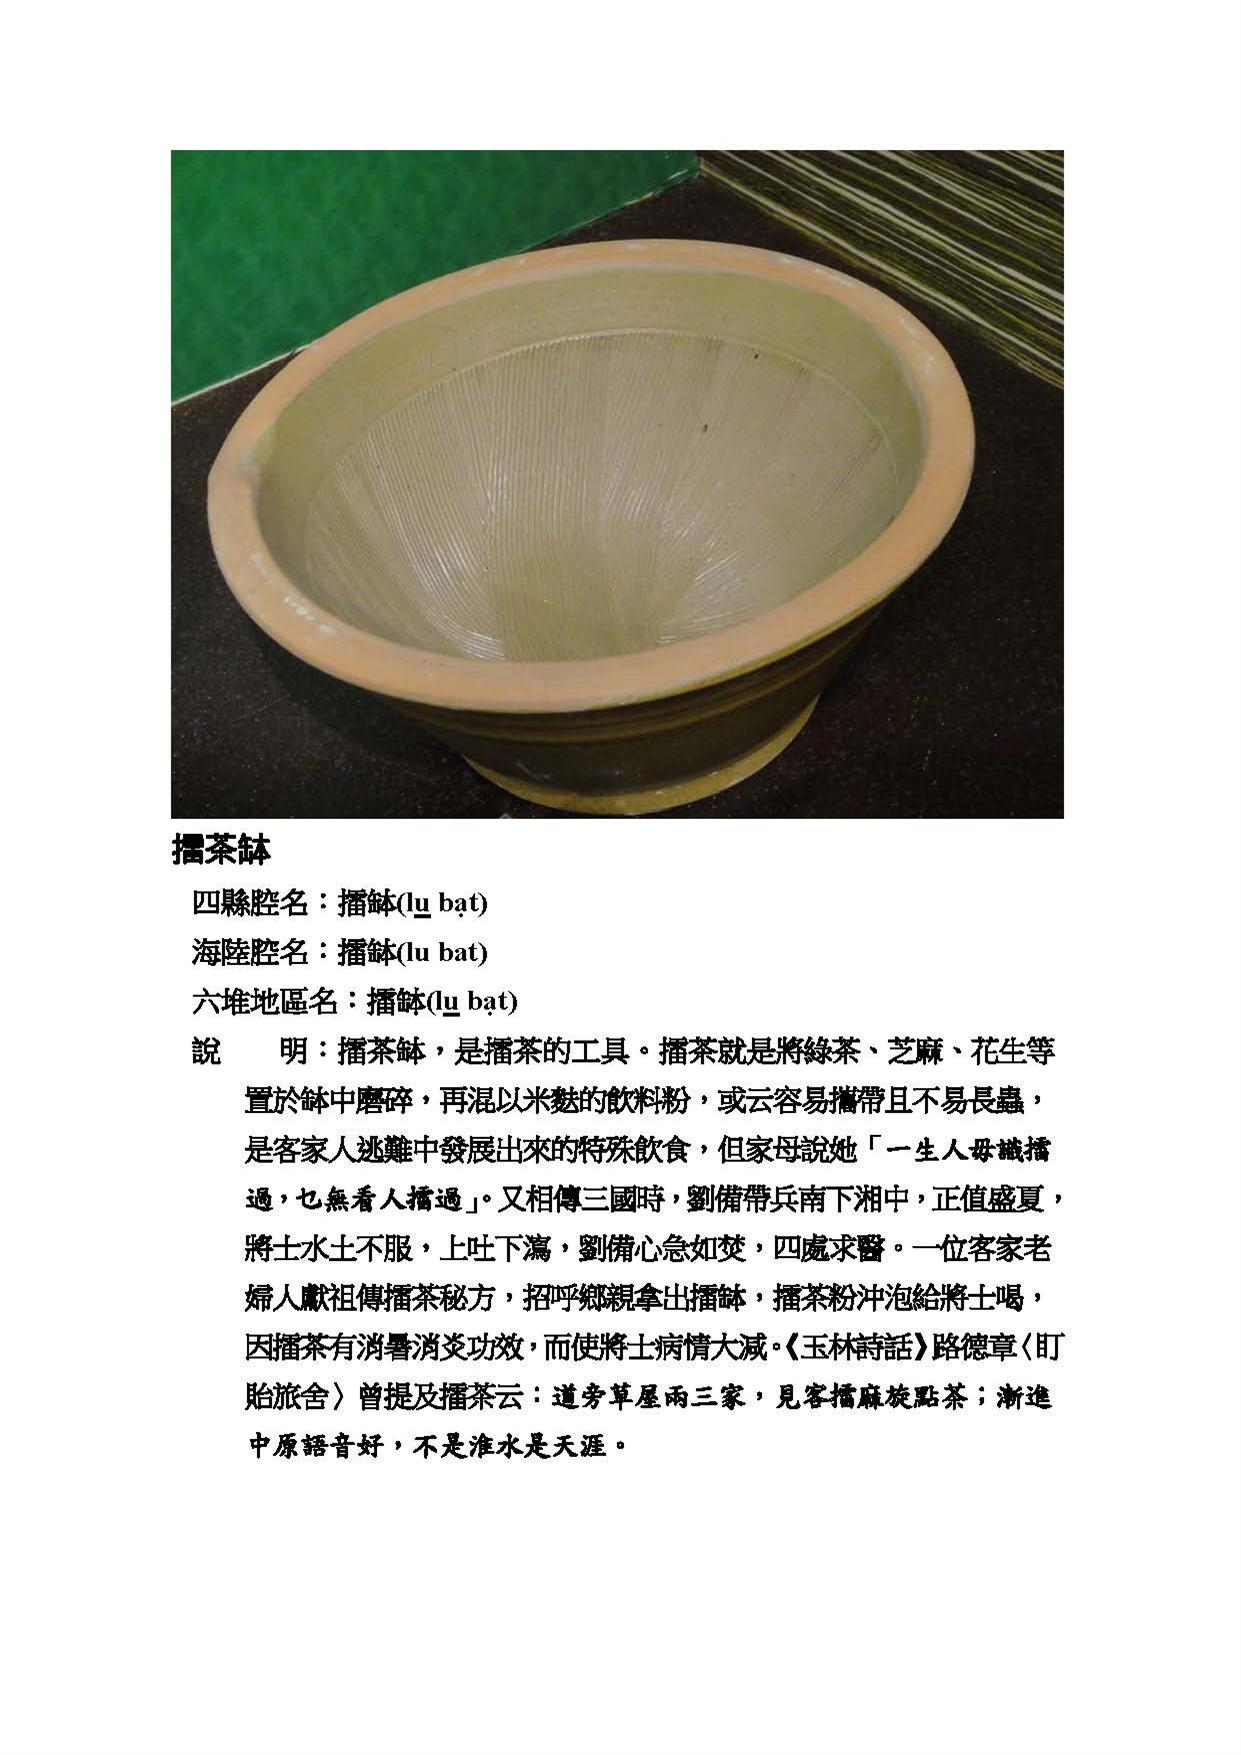 擂茶缽
四縣腔名：擂缽(lu̲ bạt)
海陸腔名：擂缽(lu bat)
六堆地區名：擂缽(lu̲ bạt)
說　　明：擂茶缽，是擂茶的工具。擂茶就是將綠茶、芝麻、花生等
置於缽中磨碎，再混以米麩的飲料粉，或云容易攜帶且不易長蟲，
是客家人逃難中發展出來的特殊飲食，但家母說她「一生人毋識擂
過，乜無看人擂過」。又相傳三國時，劉備帶兵南下湘中，正值盛夏，
將士水土不服，上吐下瀉，劉備心急如焚，四處求醫。一位客家老
婦人獻祖傳擂茶秘方，招呼鄉親拿出擂缽，擂茶粉沖泡給將士喝，
因擂茶有消暑消炎功效，而使將士病情大減。《玉林詩話》路德章〈盯
貽旅舍〉曾提及擂茶云：道旁草屋兩三家，見客擂麻旋點茶；漸進
中原語音好，不是淮水是天涯。